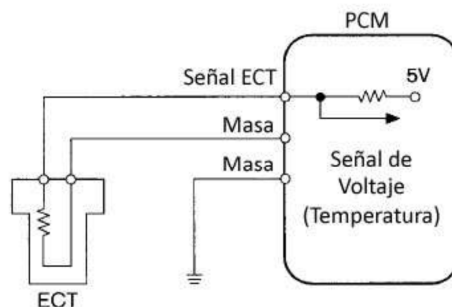 PCM
Señal ECT
5V
Masa
Masa
Señal de
Voltaje
(Temperatura)
ECT